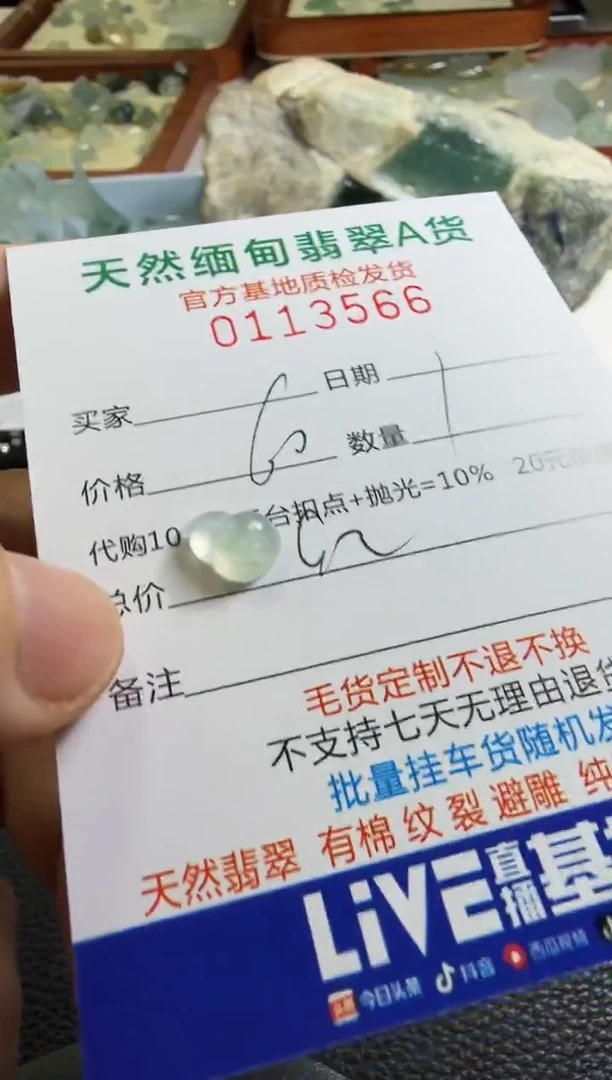 天然缅甸翡翠A货
官方基地质检发货
0113566
买家 日期
价格 6 数量 1
代购10 台扣点+抛光=10% 20元
总价
备注
毛货定制不退不换
不支持七天无理由退货
批量挂车货随机发
天然翡翠 有棉纹裂避雕 纯
LiVE直播基
今日头条 抖音 西瓜视频